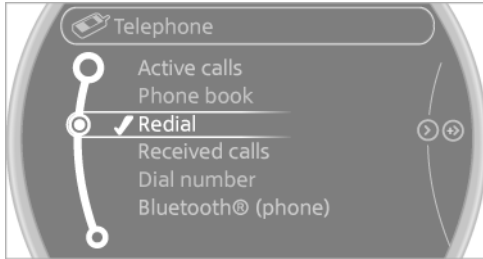 Telephone
Active calls
Phone book
Redial
Received calls
Dial number
Bluetooth® (phone)